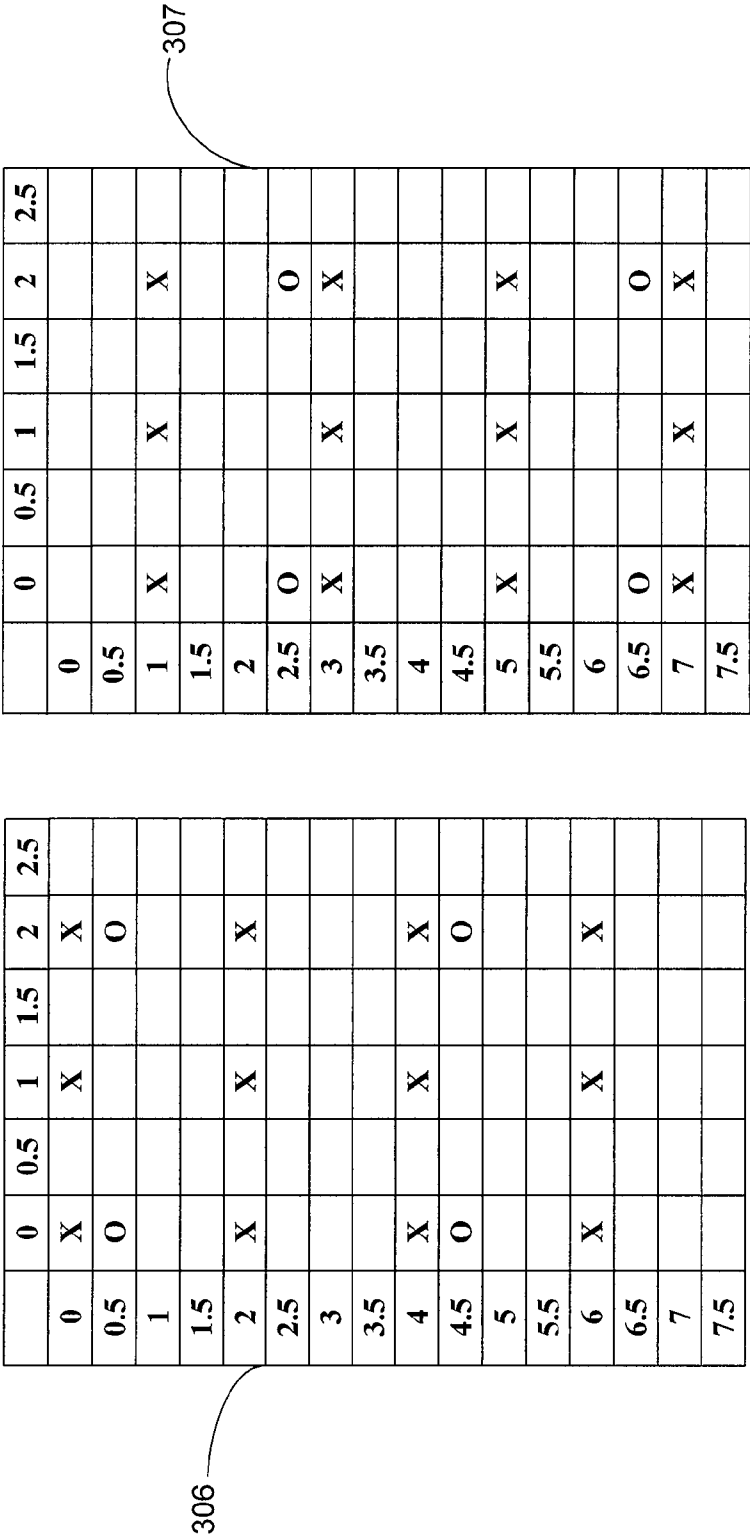 306
0 0.5 1 1.5 2 2.5
0 X X X
0.5 O O
1
1.5
2 X X X
2.5
3
3.5
4 X X X
4.5 O O
5
5.5
6 X X X
6.5
7
7.5
307
0 0.5 1 1.5 2 2.5
0
0.5
1 X X X
1.5
2
2.5 O O
3 X X X
3.5
4
4.5
5 X X X
5.5
6
6.5 O O
7 X X X
7.5